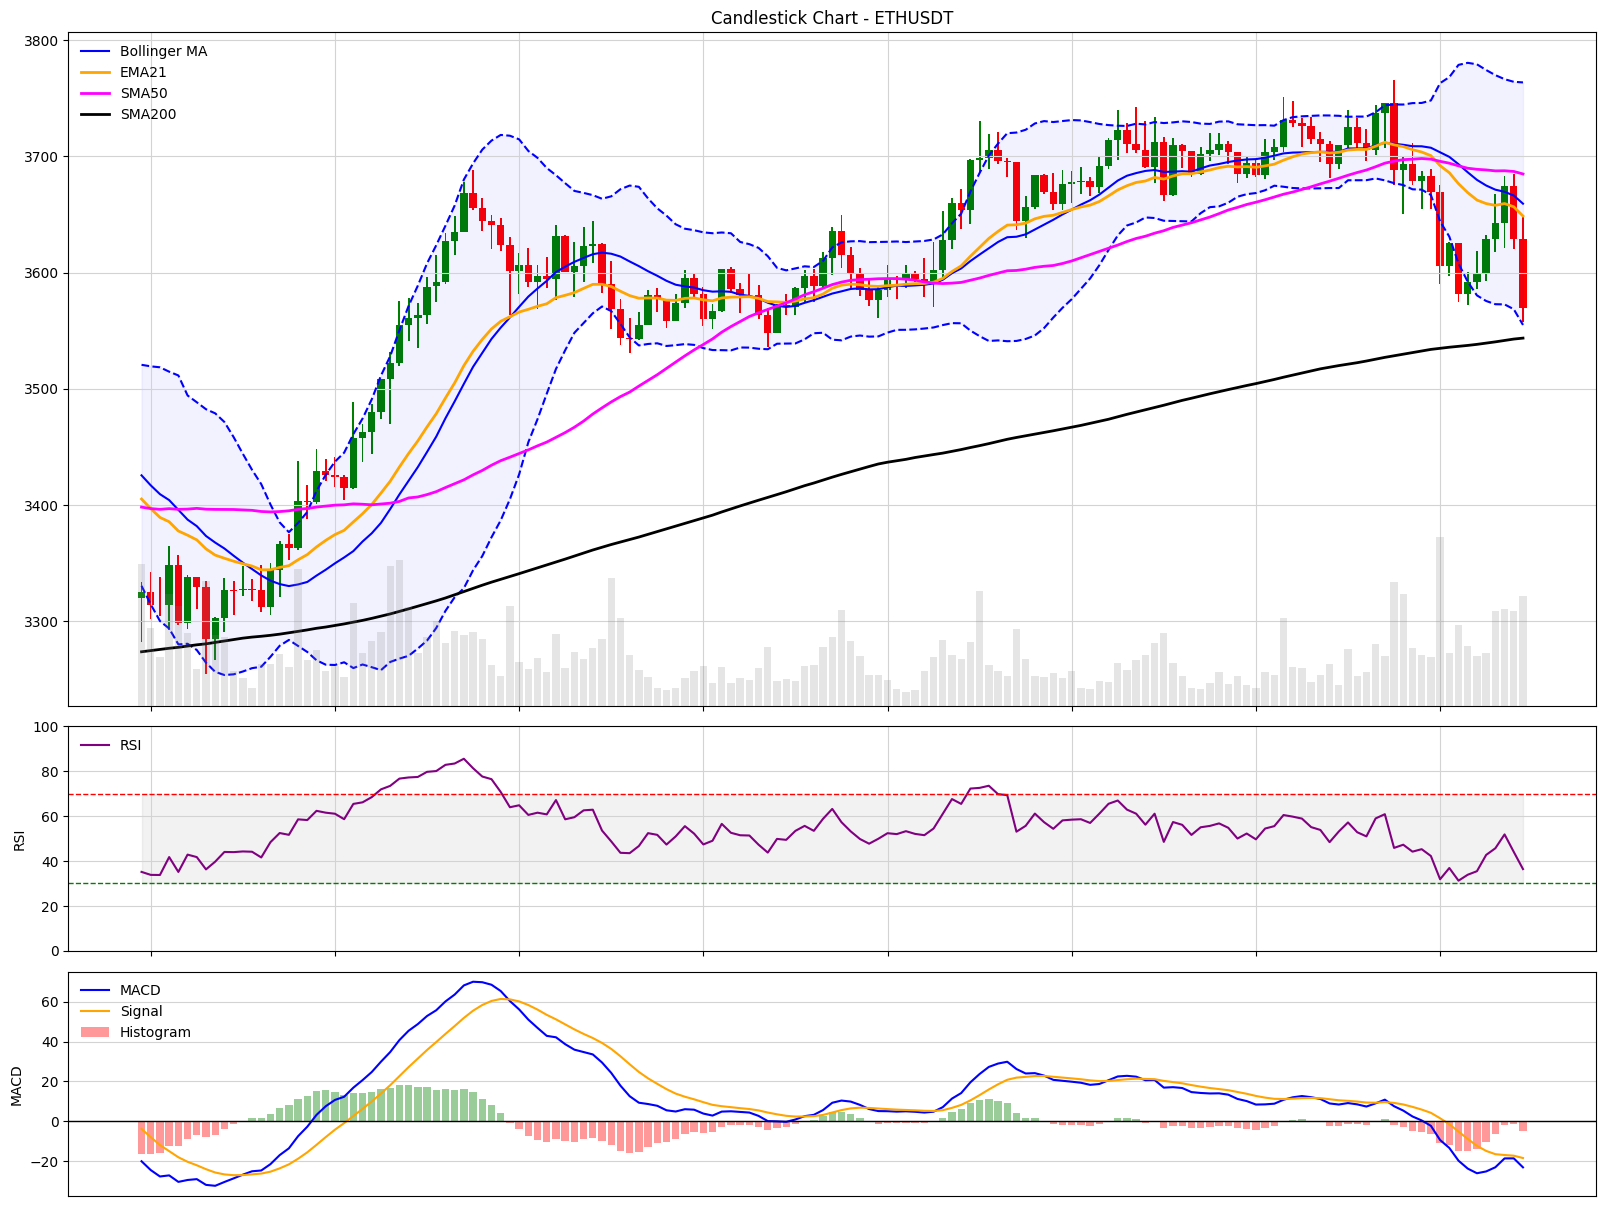 Candlestick Chart - ETHUSDT
3800
3700
3600
3500
3400
3300
Bollinger MA
EMA21
SMA50
SMA200
RSI
100
80
60
40
20
0
RSI
MACD
60
40
20
0
−20
MACD
Signal
Histogram